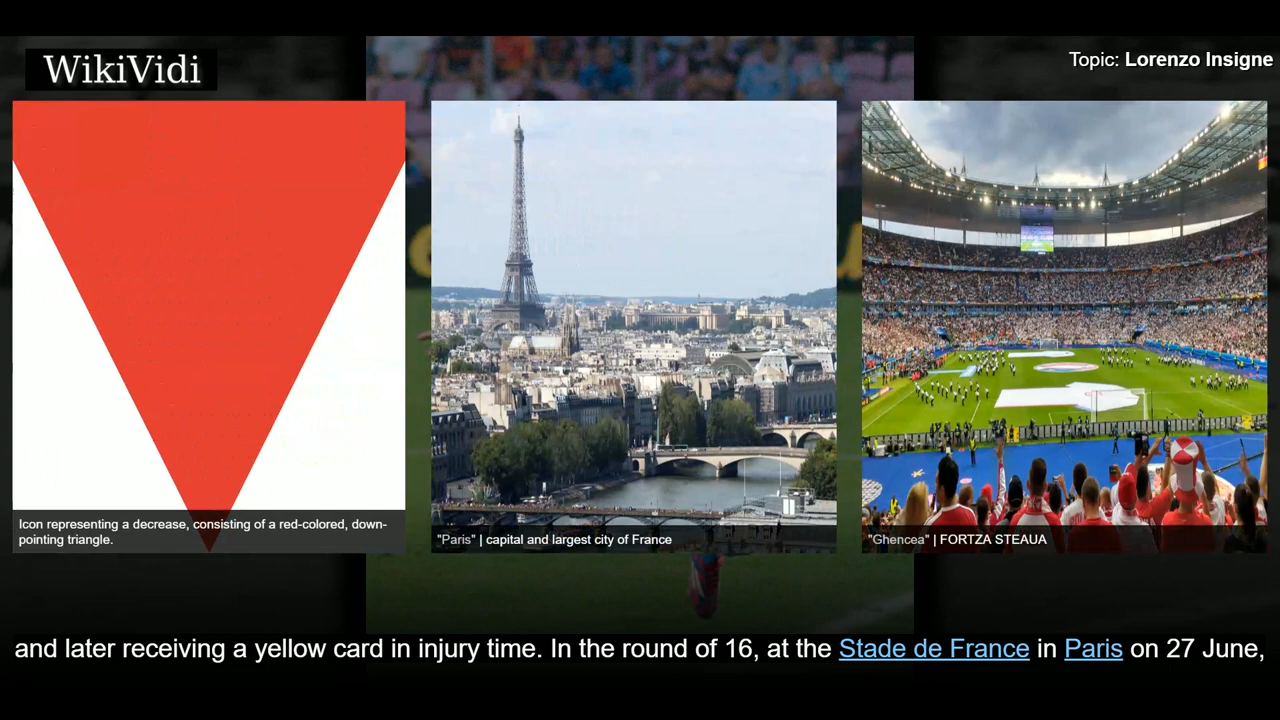 WikiVidi
Topic: Lorenzo Insigne
Icon representing a decrease, consisting of a red-colored, down-
pointing triangle.
"Paris" | capital and largest city of France
"Ghencea" | FORTZA STEAUA
and later receiving a yellow card in injury time. In the round of 16, at the Stade de France in Paris on 27 June,